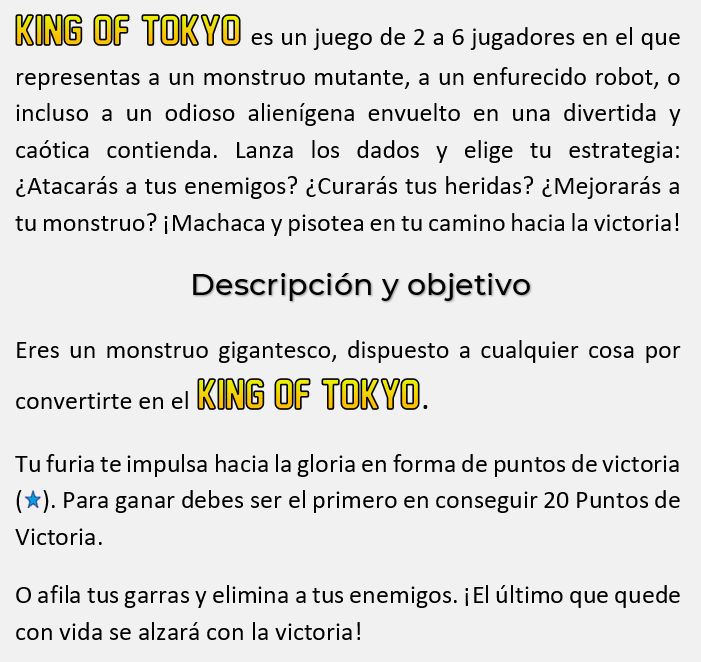 KING OF TOKYO es un juego de 2 a 6 jugadores en el que
representas a un monstruo mutante, a un enfurecido robot, o
incluso a un odioso alienígena envuelto en una divertida y
caótica contienda. Lanza los dados y elige tu estrategia:
¿Atacarás a tus enemigos? ¿Curarás tus heridas? ¿Mejorarás a
tu monstruo? ¡Machaca y pisotea en tu camino hacia la victoria!
Descripción y objetivo
Eres un monstruo gigantesco, dispuesto a cualquier cosa por
convertirte en el KING OF TOKYO.
Tu furia te impulsa hacia la gloria en forma de puntos de victoria
(★). Para ganar debes ser el primero en conseguir 20 Puntos de
Victoria.
O afila tus garras y elimina a tus enemigos. ¡El último que quede
con vida se alzará con la victoria!